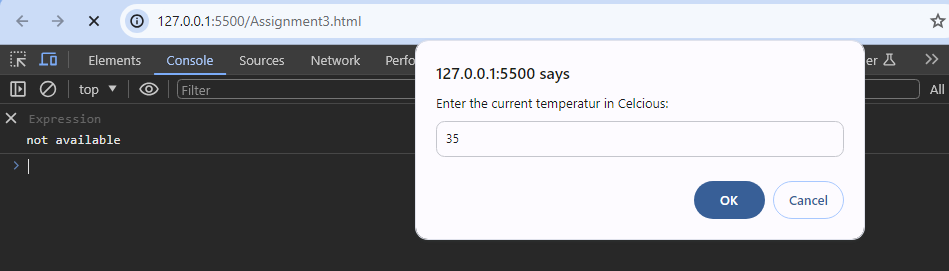 127.0.0.1:5500/Assignment3.html
Elements Console Sources Network Perfo
top Filter All
Expression
not available
127.0.0.1:5500 says
Enter the current temperatur in Celcious:
35
OK Cancel